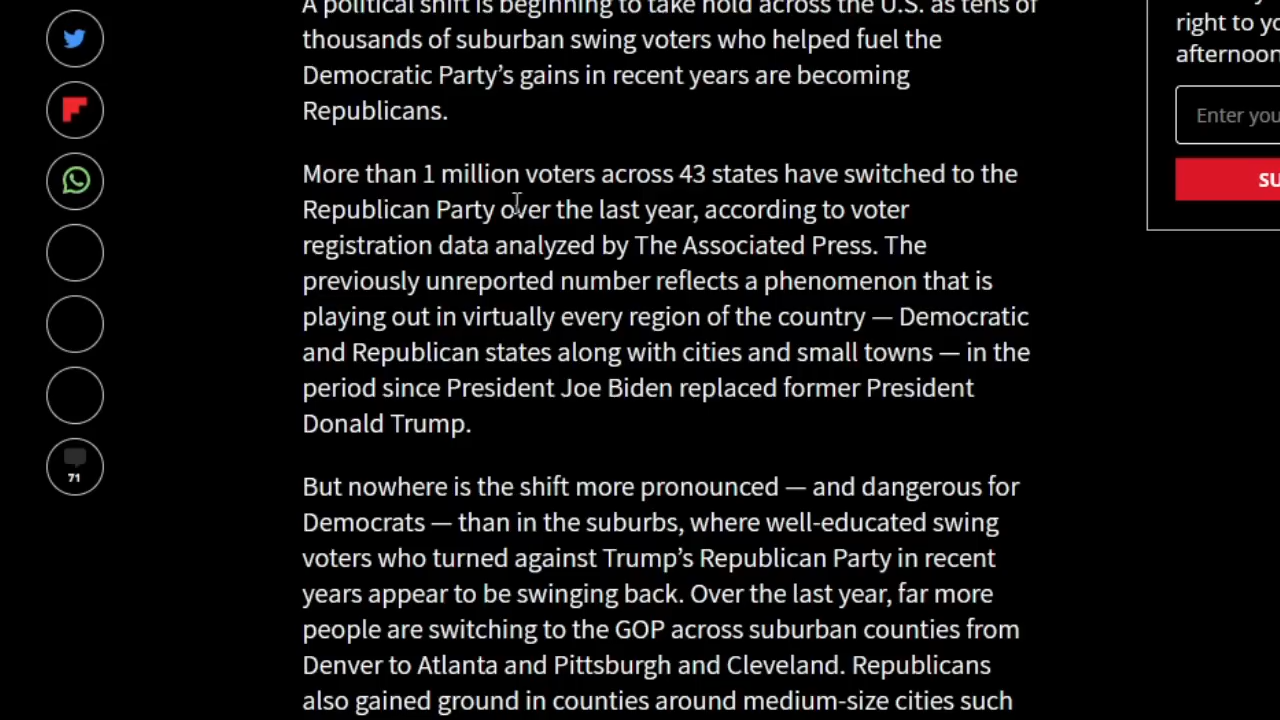 A political shift is beginning to take hold across the U.S. as tens of
thousands of suburban swing voters who helped fuel the
Democratic Party’s gains in recent years are becoming
Republicans.
More than 1 million voters across 43 states have switched to the
Republican Party over the last year, according to voter
registration data analyzed by The Associated Press. The
previously unreported number reflects a phenomenon that is
playing out in virtually every region of the country — Democratic
and Republican states along with cities and small towns — in the
period since President Joe Biden replaced former President
Donald Trump.
But nowhere is the shift more pronounced — and dangerous for
Democrats — than in the suburbs, where well-educated swing
voters who turned against Trump’s Republican Party in recent
years appear to be swinging back. Over the last year, far more
people are switching to the GOP across suburban counties from
Denver to Atlanta and Pittsburgh and Cleveland. Republicans
also gained ground in counties around medium-size cities such
71
right to yo
afternoon
Enter you
SU